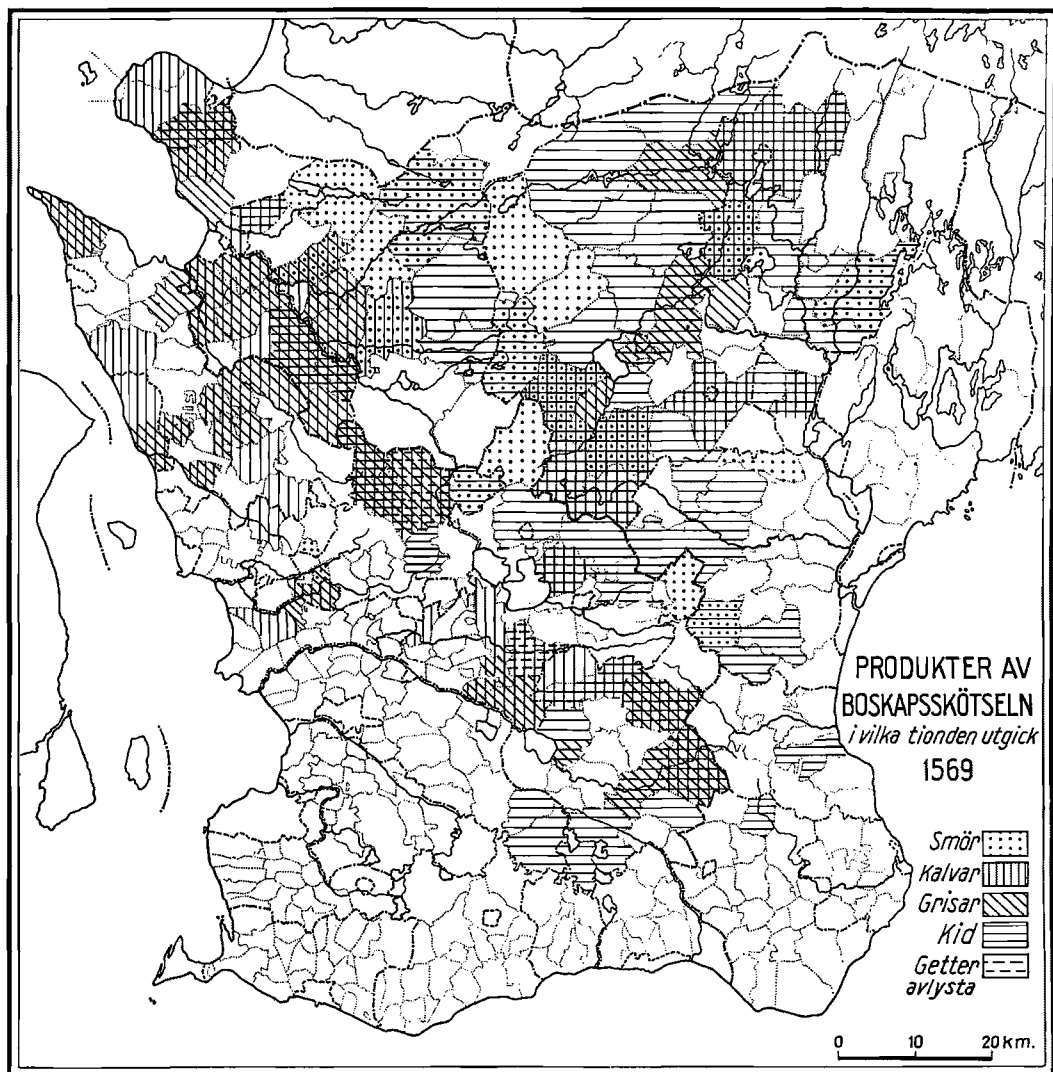 PRODUKTER AV
BOSKAPSSKÖTSELN
i vilka tionden utgick
1569
Smör
Kalvar
Grisar
Kid
Getter
avlysta
0 10 20 km.